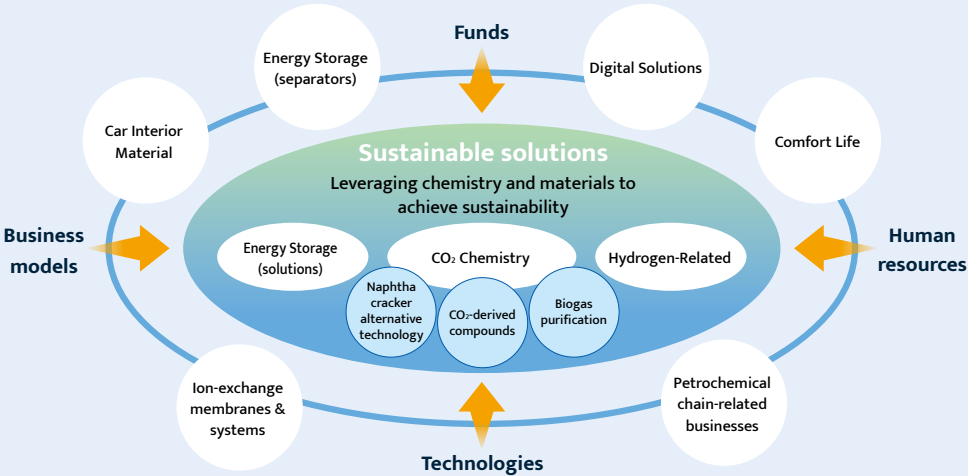 Funds
Energy Storage
(separators)
Digital Solutions
Car Interior
Material
Comfort Life
Sustainable solutions
Leveraging chemistry and materials to
achieve sustainability
Business
models
Human
resources
Energy Storage
(solutions)
CO₂ Chemistry
Hydrogen-Related
Naphtha
cracker
alternative
technology
CO₂-derived
compounds
Biogas
purification
Ion-exchange
membranes &
systems
Petrochemical
chain-related
businesses
Technologies